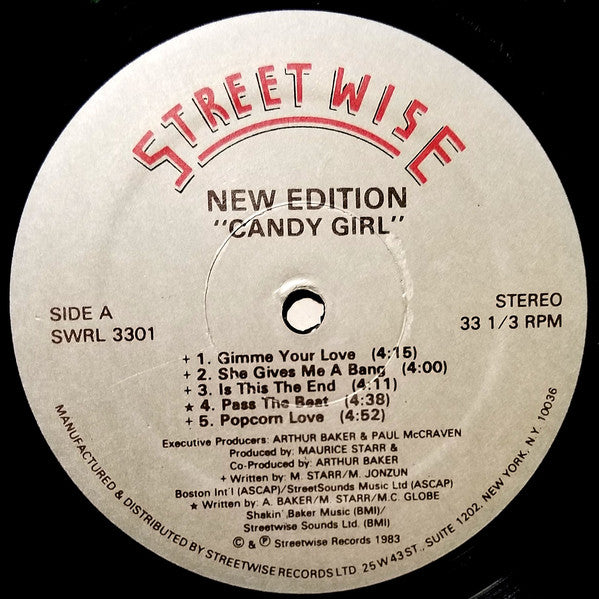 STREETWISE
NEW EDITION
"CANDY GIRL"
SIDE A
SWRL 3301
STEREO
33 1/3 RPM
+ 1. Gimme Your Love (4:15)
+ 2. She Gives Me A Bang (4:00)
+ 3. Is This The End (4:11)
★ 4. Pass The Beat (4:38)
+ 5. Popcorn Love (4:52)
Executive Producers: ARTHUR BAKER & PAUL McCRAVEN
Produced by: MAURICE STARR &
Co-Produced by: ARTHUR BAKER
+ Written by: M. STARR/M. JONZUN
Boston Int'l (ASCAP)/StreetSounds Music Ltd (ASCAP)
★ Written by: A. BAKER/M. STARR/M.C. GLOBE
Shakin' Baker Music (BMI)/
Streetwise Sounds Ltd. (BMI)
© & ℗ Streetwise Records 1983
MANUFACTURED & DISTRIBUTED BY STREETWISE RECORDS LTD. 25 W 43 ST., SUITE 1202, NEW YORK, N.Y. 10036